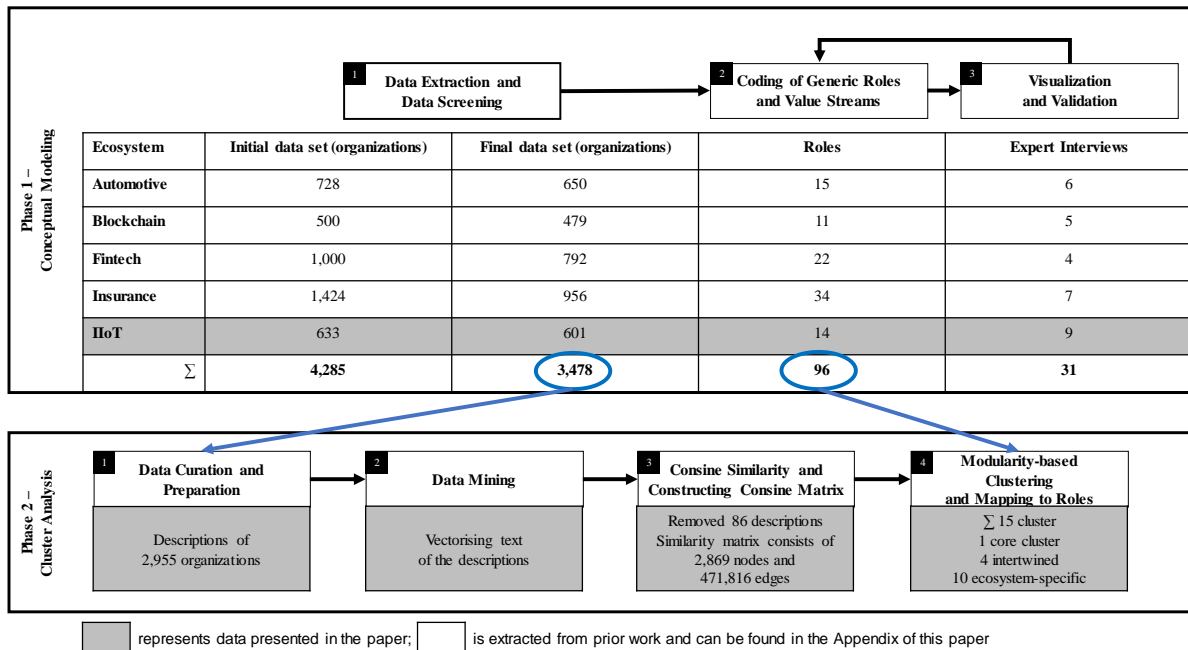 1
Data Extraction and
Data Screening
2
Coding of Generic Roles
and Value Streams
3
Visualization
and Validation
Phase 1 –
Conceptual Modeling
Ecosystem Initial data set (organizations) Final data set (organizations) Roles Expert Interviews
Automotive 728 650 15 6
Blockchain 500 479 11 5
Fintech 1,000 792 22 4
Insurance 1,424 956 34 7
IIoT 633 601 14 9
∑ 4,285 3,478 96 31
Phase 2 –
Cluster Analysis
1
Data Curation and
Preparation
Descriptions of
2,955 organizations
2
Data Mining
Vectorising text
of the descriptions
3
Consine Similarity and
Constructing Consine Matrix
Removed 86 descriptions
Similarity matrix consists of
2,869 nodes and
471,816 edges
4
Modularity-based
Clustering
and Mapping to Roles
∑ 15 cluster
1 core cluster
4 intertwined
10 ecosystem-specific
represents data presented in the paper; is extracted from prior work and can be found in the Appendix of this paper